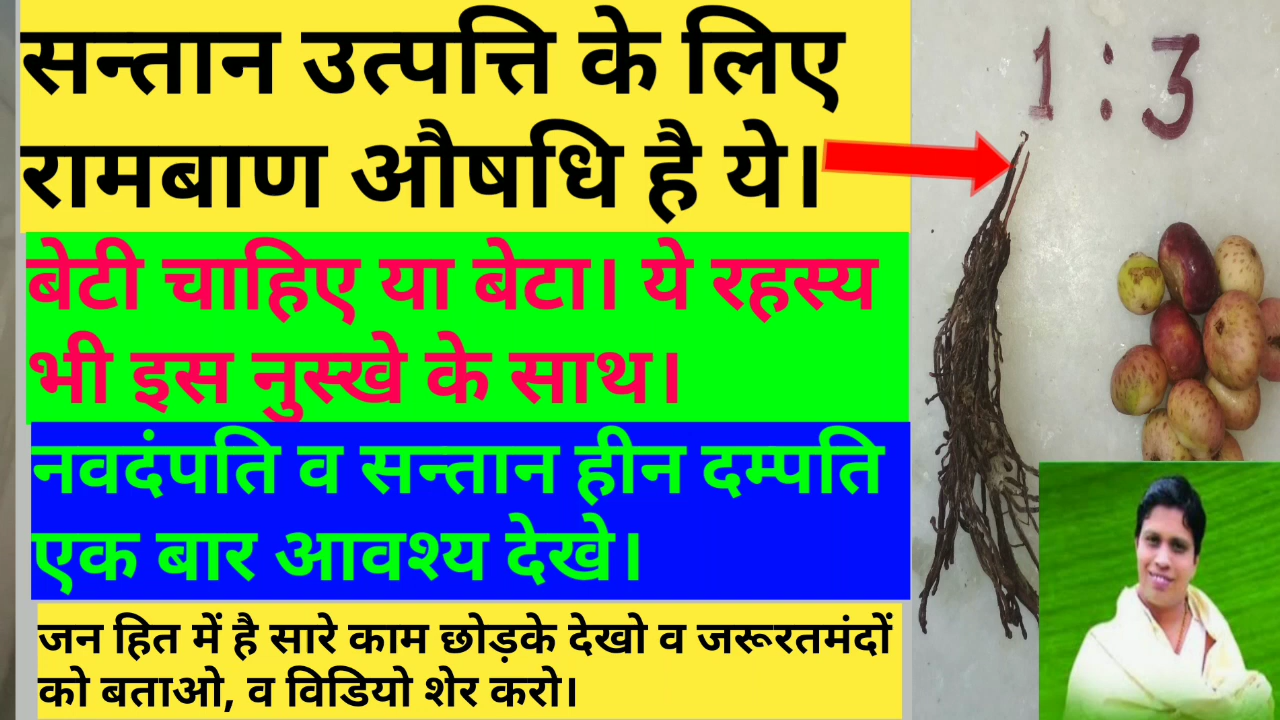 सन्तान उत्पत्ति के लिए
रामबाण औषधि है ये।
1 : 3
बेटी चाहिए या बेटा। ये रहस्य
भी इस नुस्खे के साथ।
नवदंपति व सन्तान हीन दम्पति
एक बार आवश्य देखे।
जन हित में है सारे काम छोड़के देखो व जरूरतमंदों
को बताओ, व विडियो शेर करो।